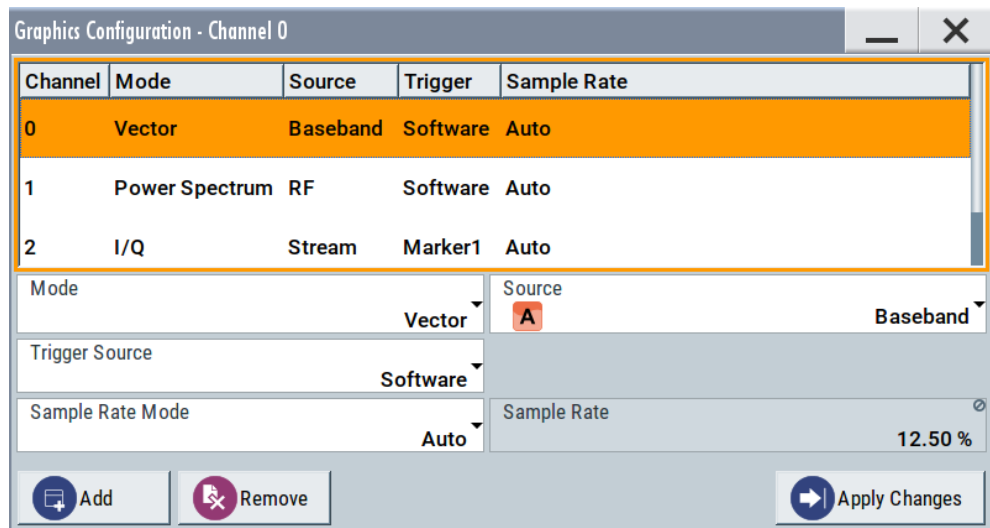 Graphics Configuration - Channel 0
Channel Mode Source Trigger Sample Rate
0 Vector Baseband Software Auto
1 Power Spectrum RF Software Auto
2 I/Q Stream Marker1 Auto
Mode
Vector
Source
A Baseband
Trigger Source
Software
Sample Rate Mode
Auto
Sample Rate
12.50 %
Add
Remove
Apply Changes